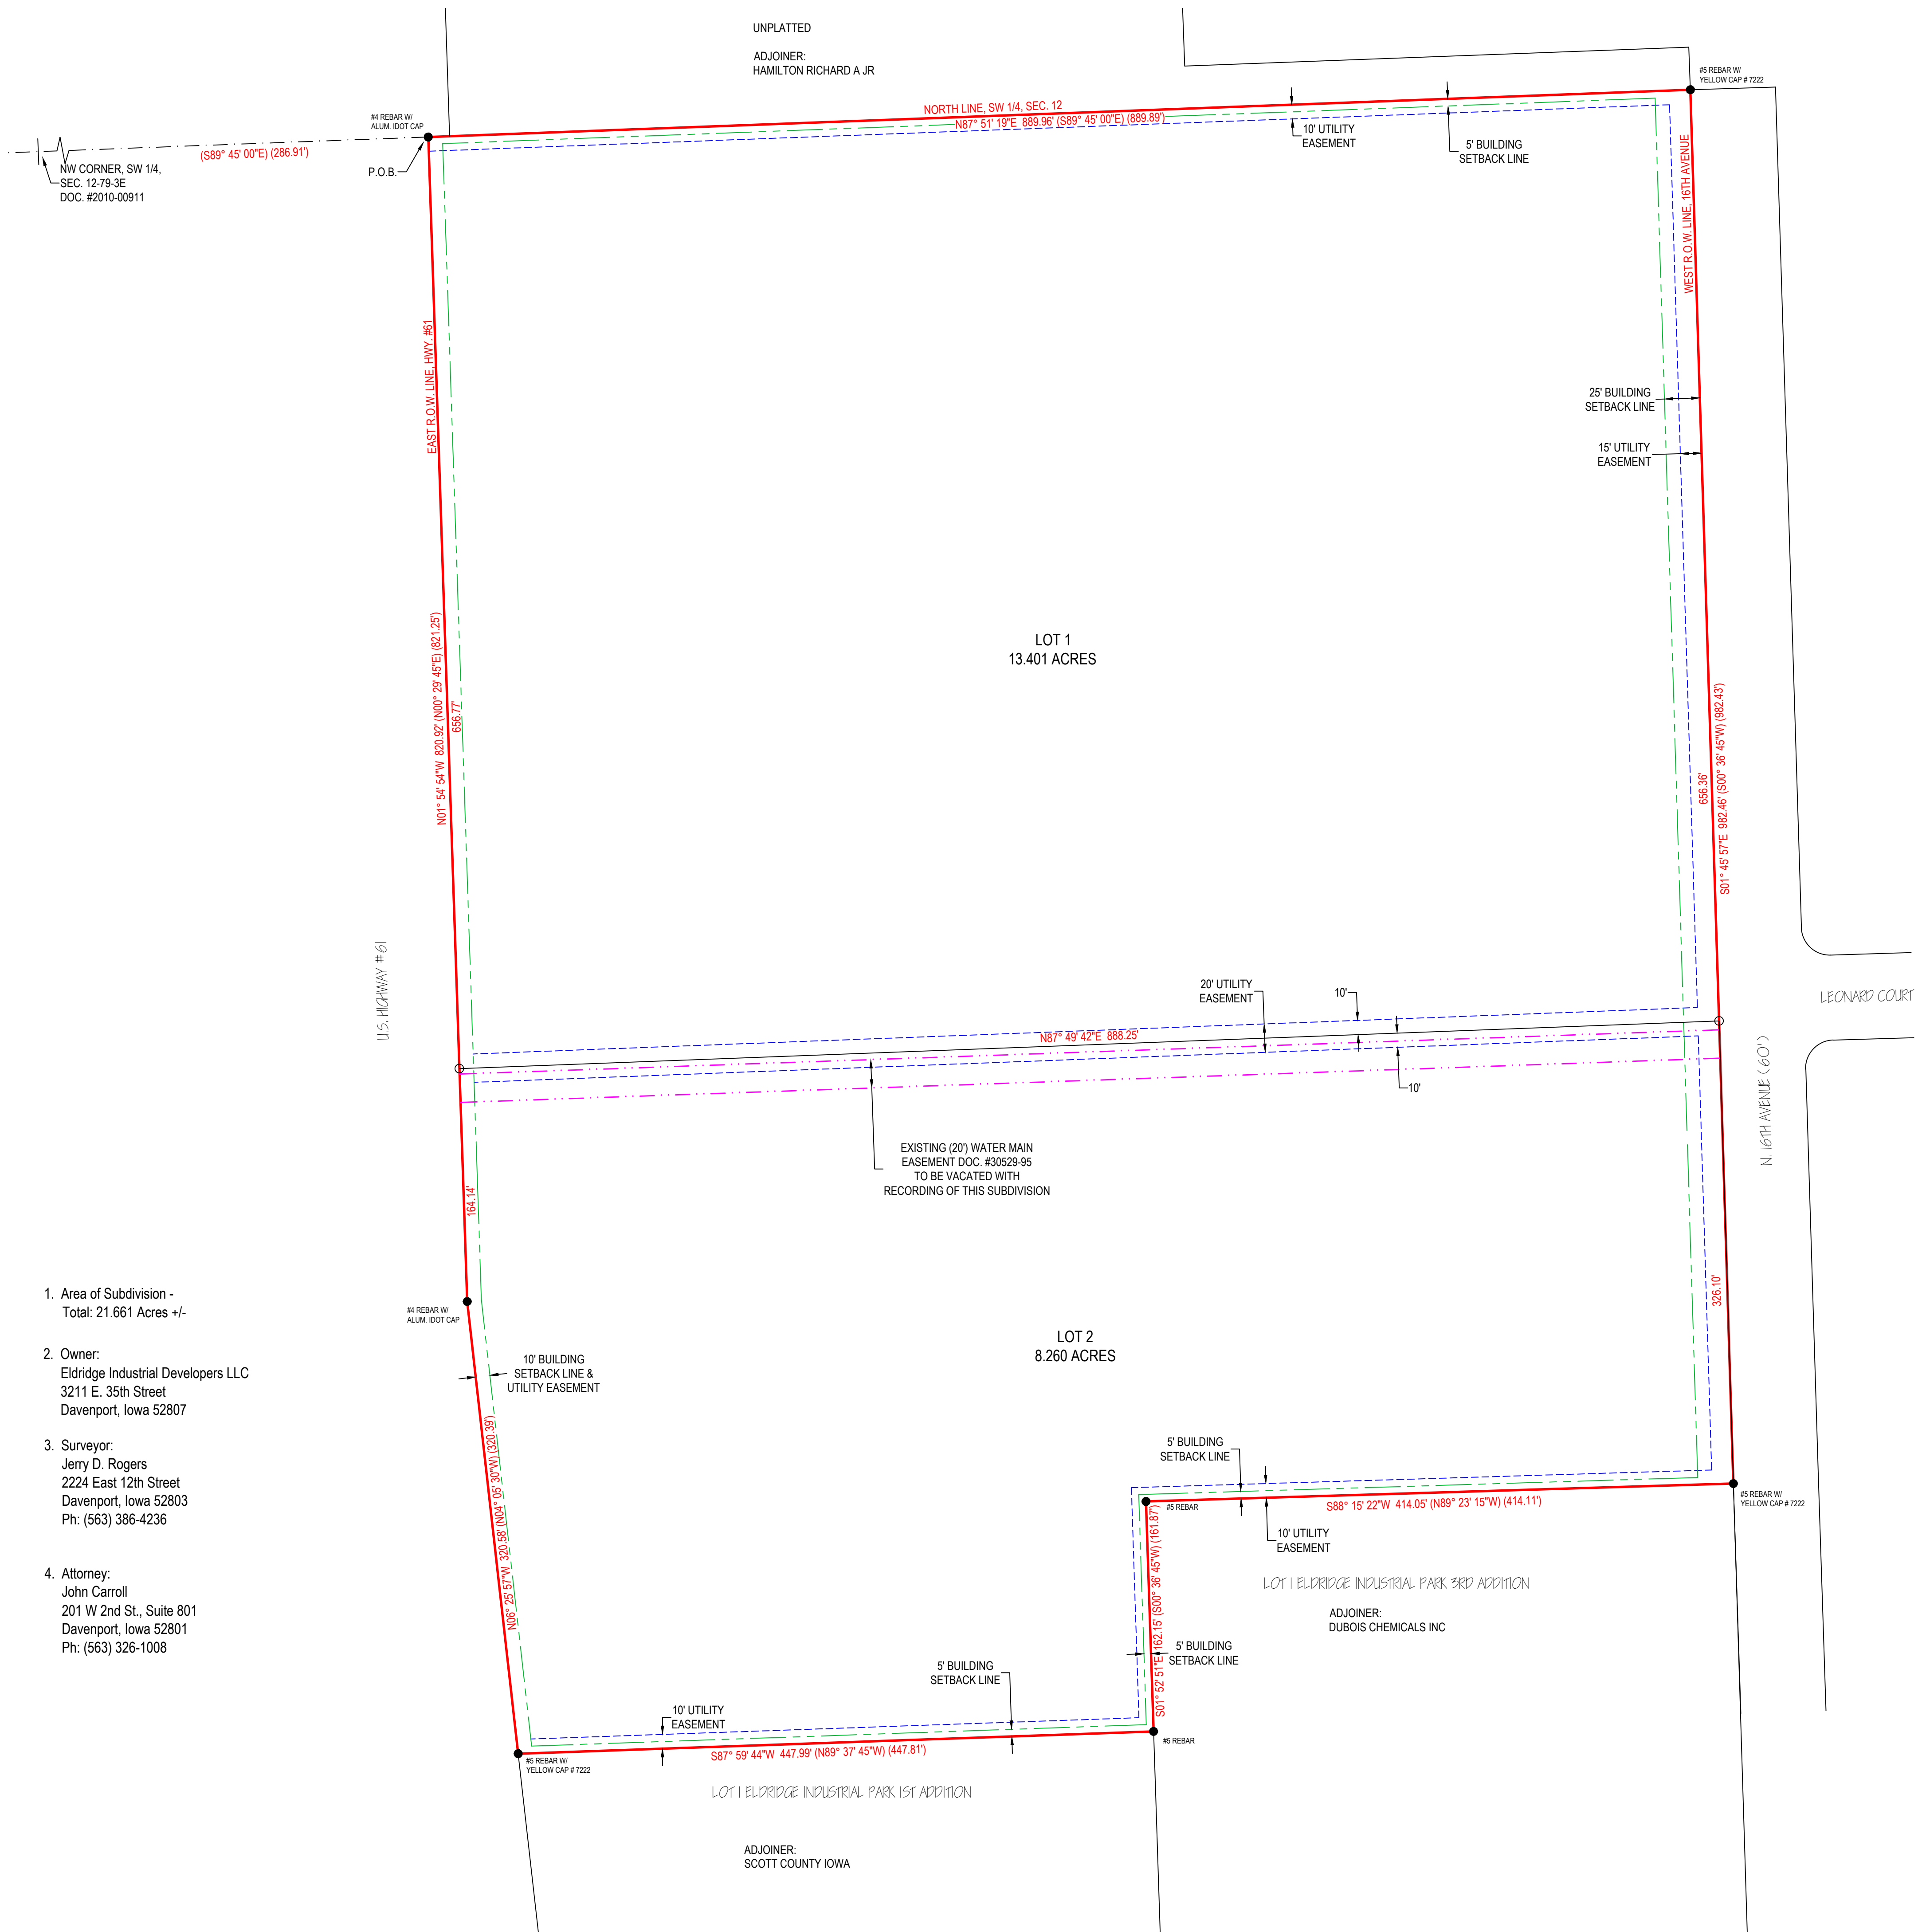 UNPLATTED
ADJOINER:
HAMILTON RICHARD A JR
#5 REBAR W/
YELLOW CAP # 7222
#4 REBAR W/
ALUM. IDOT CAP
NORTH LINE, SW 1/4, SEC. 12
N87° 51' 19"E 889.96' (S89° 45' 00"E) (889.89')
(S89° 45' 00"E) (286.91')
NW CORNER, SW 1/4,
SEC. 12-79-3E
DOC. #2010-00911
P.O.B.
10' UTILITY
EASEMENT
5' BUILDING
SETBACK LINE
WEST R.O.W. LINE, 16TH AVENUE
EAST R.O.W. LINE, HWY. #61
25' BUILDING
SETBACK LINE
15' UTILITY
EASEMENT
LOT 1
13.401 ACRES
N01° 54' 54"W 820.92' (N00° 29' 45"E) (821.25')
656.77'
656.36'
S01° 45' 57"E 982.46' (S00° 36' 45"W) (982.43')
U.S. HIGHWAY #61
20' UTILITY
EASEMENT
10'
LEONARD COURT
N87° 49' 42"E 888.25'
10'
N. 16TH AVENUE (60')
EXISTING (20') WATER MAIN
EASEMENT DOC. #30529-95
TO BE VACATED WITH
RECORDING OF THIS SUBDIVISION
164.14'
326.10'
1. Area of Subdivision -
Total: 21.661 Acres +/-
2. Owner:
Eldridge Industrial Developers LLC
3211 E. 35th Street
Davenport, Iowa 52807
3. Surveyor:
Jerry D. Rogers
2224 East 12th Street
Davenport, Iowa 52803
Ph: (563) 386-4236
4. Attorney:
John Carroll
201 W 2nd St., Suite 801
Davenport, Iowa 52801
Ph: (563) 326-1008
#4 REBAR W/
ALUM. IDOT CAP
LOT 2
8.260 ACRES
10' BUILDING
SETBACK LINE &
UTILITY EASEMENT
N06° 25' 57"W 320.58' (N04° 05' 30"W) (320.39')
5' BUILDING
SETBACK LINE
#5 REBAR
S88° 15' 22"W 414.05' (N89° 23' 15"W) (414.11')
#5 REBAR W/
YELLOW CAP # 7222
10' UTILITY
EASEMENT
S01° 52' 51"E 162.15' (S00° 36' 45"W) (161.87')
LOT 1 ELDRIDGE INDUSTRIAL PARK 3RD ADDITION
ADJOINER:
DUBOIS CHEMICALS INC
5' BUILDING
SETBACK LINE
5' BUILDING
SETBACK LINE
10' UTILITY
EASEMENT
#5 REBAR
S87° 59' 44"W 447.99' (N89° 37' 45"W) (447.81')
#5 REBAR W/
YELLOW CAP # 7222
LOT 1 ELDRIDGE INDUSTRIAL PARK 1ST ADDITION
ADJOINER:
SCOTT COUNTY IOWA